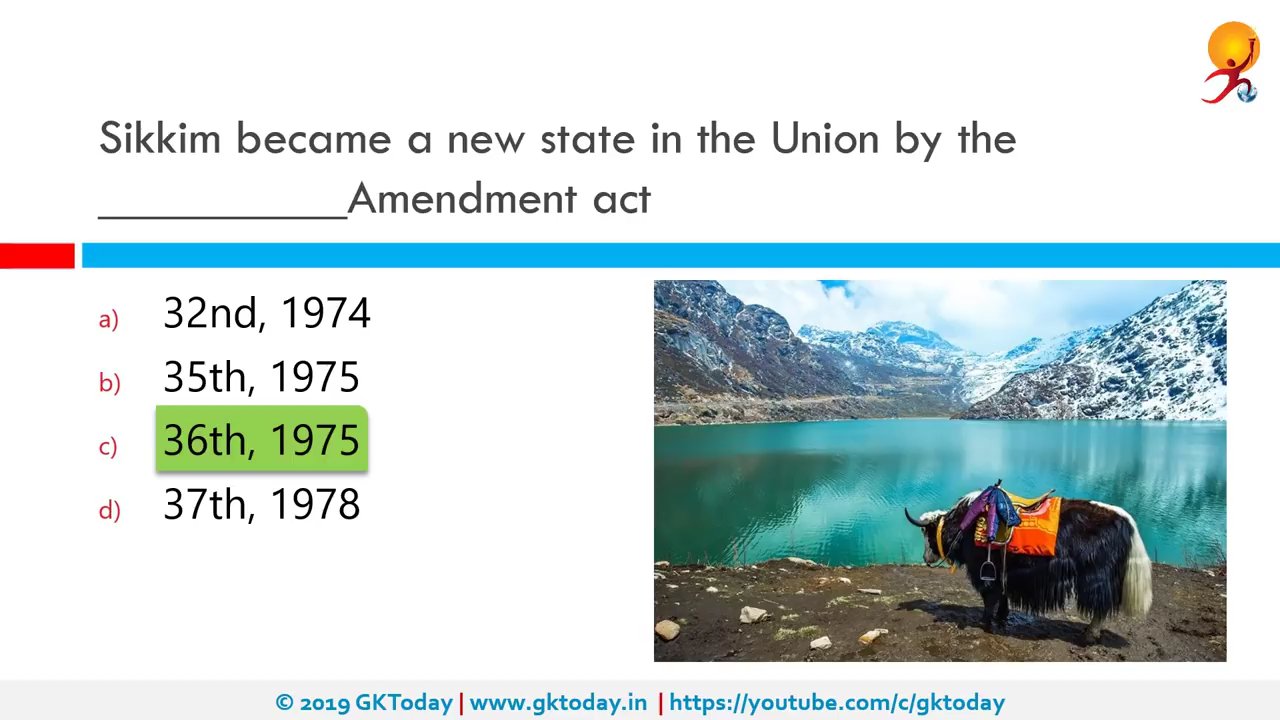 Sikkim became a new state in the Union by the
___________Amendment act
a) 32nd, 1974
b) 35th, 1975
c) 36th, 1975
d) 37th, 1978
© 2019 GKToday | www.gktoday.in | https://youtube.com/c/gktoday